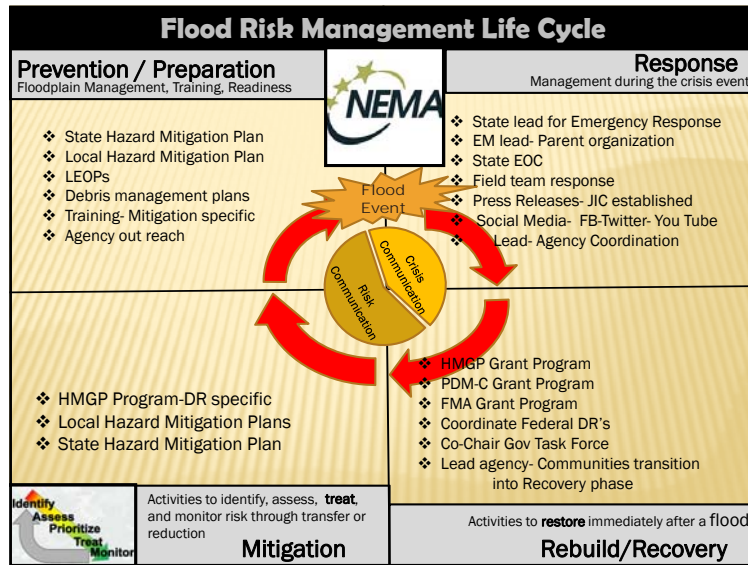 Flood Risk Management Life Cycle
Prevention / Preparation
Floodplain Management, Training, Readiness
NEMA
Response
Management during the crisis event
❖ State Hazard Mitigation Plan
❖ Local Hazard Mitigation Plan
❖ LEOPs
❖ Debris management plans
❖ Training- Mitigation specific
❖ Agency out reach
❖ State lead for Emergency Response
❖ EM lead- Parent organization
❖ State EOC
❖ Field team response
❖ Press Releases- JIC established
❖ Social Media- FB-Twitter- You Tube
❖ Lead- Agency Coordination
Flood
Event
Crisis
Communication
Risk
Communication
❖ HMGP Program-DR specific
❖ Local Hazard Mitigation Plans
❖ State Hazard Mitigation Plan
❖ HMGP Grant Program
❖ PDM-C Grant Program
❖ FMA Grant Program
❖ Coordinate Federal DR's
❖ Co-Chair Gov Task Force
❖ Lead agency- Communities transition
into Recovery phase
Identify
Assess
Prioritize
Treat
Monitor
Activities to identify, assess, treat,
and monitor risk through transfer or
reduction
Mitigation
Activities to restore immediately after a flood
Rebuild/Recovery